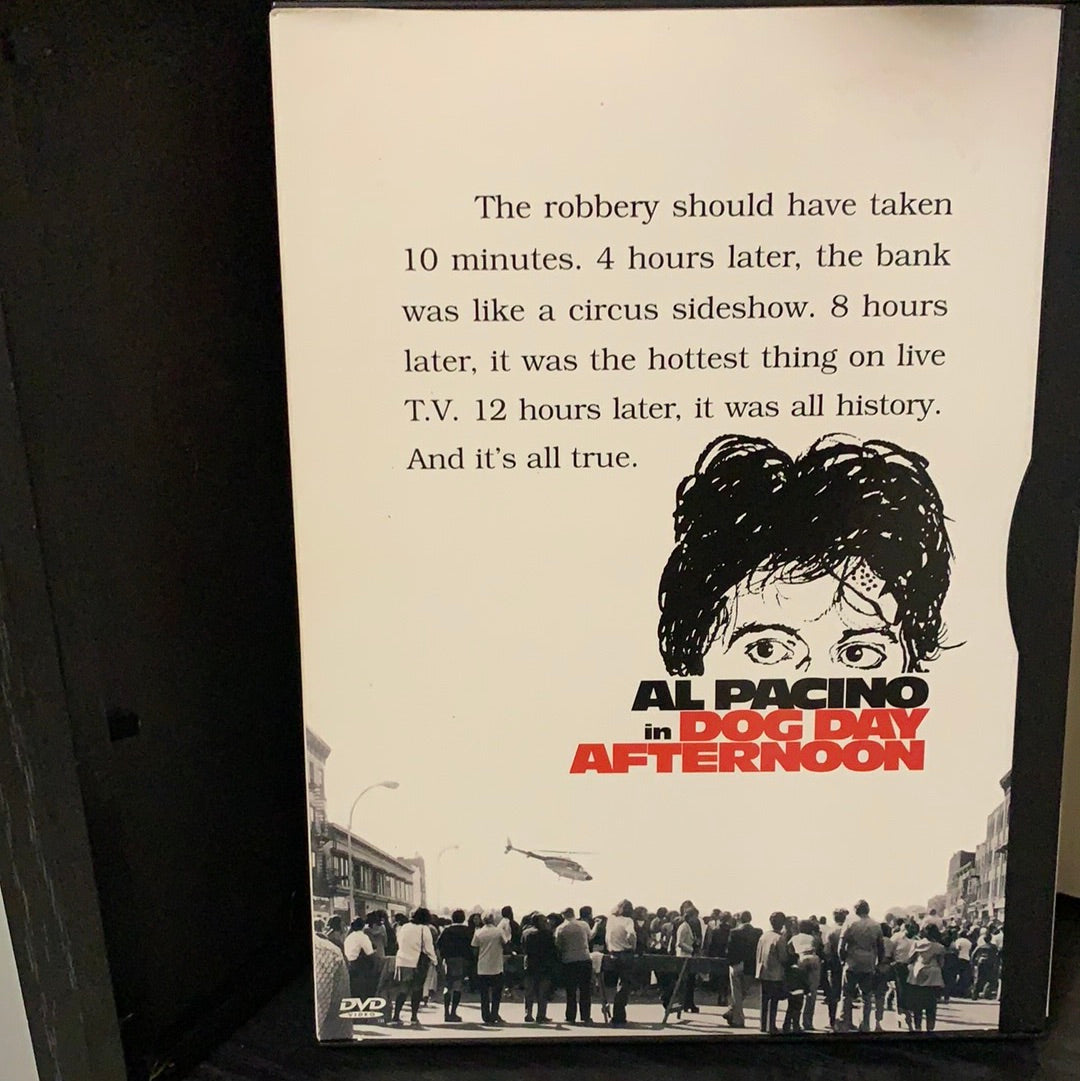 The robbery should have taken
10 minutes. 4 hours later, the bank
was like a circus sideshow. 8 hours
later, it was the hottest thing on live
T.V. 12 hours later, it was all history.
And it's all true.
AL PACINO
in DOG DAY
AFTERNOON
DVD
VIDEO